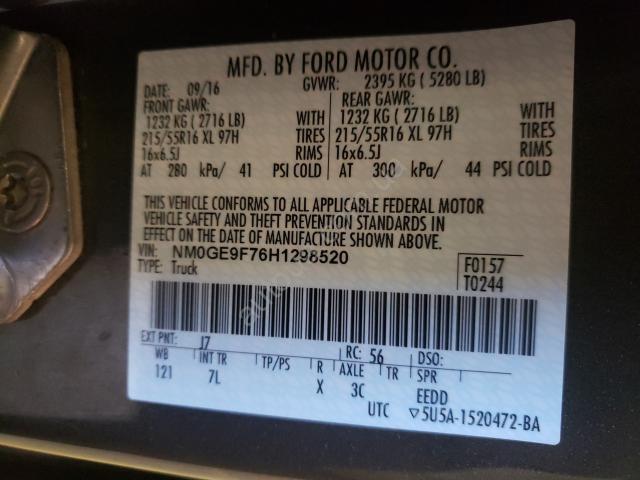 MFD. BY FORD MOTOR CO.
DATE: 09/16 GVWR: 2395 KG ( 5280 LB)
FRONT GAWR: REAR GAWR:
1232 KG ( 2716 LB) WITH 1232 KG ( 2716 LB) WITH
215/55R16 XL 97H TIRES 215/55R16 XL 97H TIRES
16x6.5J RIMS 16x6.5J RIMS
AT 280 kPa/ 41 PSI COLD AT 300 kPa/ 44 PSI COLD
THIS VEHICLE CONFORMS TO ALL APPLICABLE FEDERAL MOTOR
VEHICLE SAFETY AND THEFT PREVENTION STANDARDS
IN EFFECT ON THE DATE OF MANUFACTURE SHOWN ABOVE.
VIN: NM0GE9F76H1298520 F0157
TYPE: Truck T0244
EXT PNT: J7 RC: 56 DSO:
WB INT TR TP/PS R AXLE TR SPR
121 7L X 3C EEDD
UTC ▽5U5A-1520472-BA